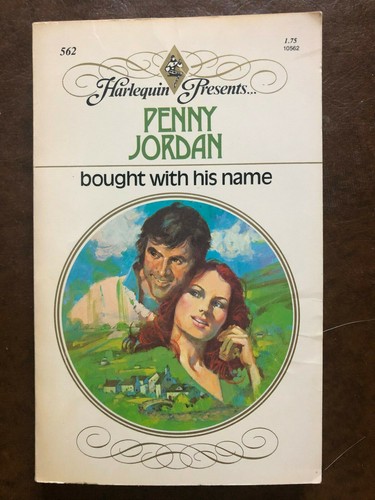 562
1.75
10562
Harlequin Presents...
PENNY
JORDAN
bought with his name